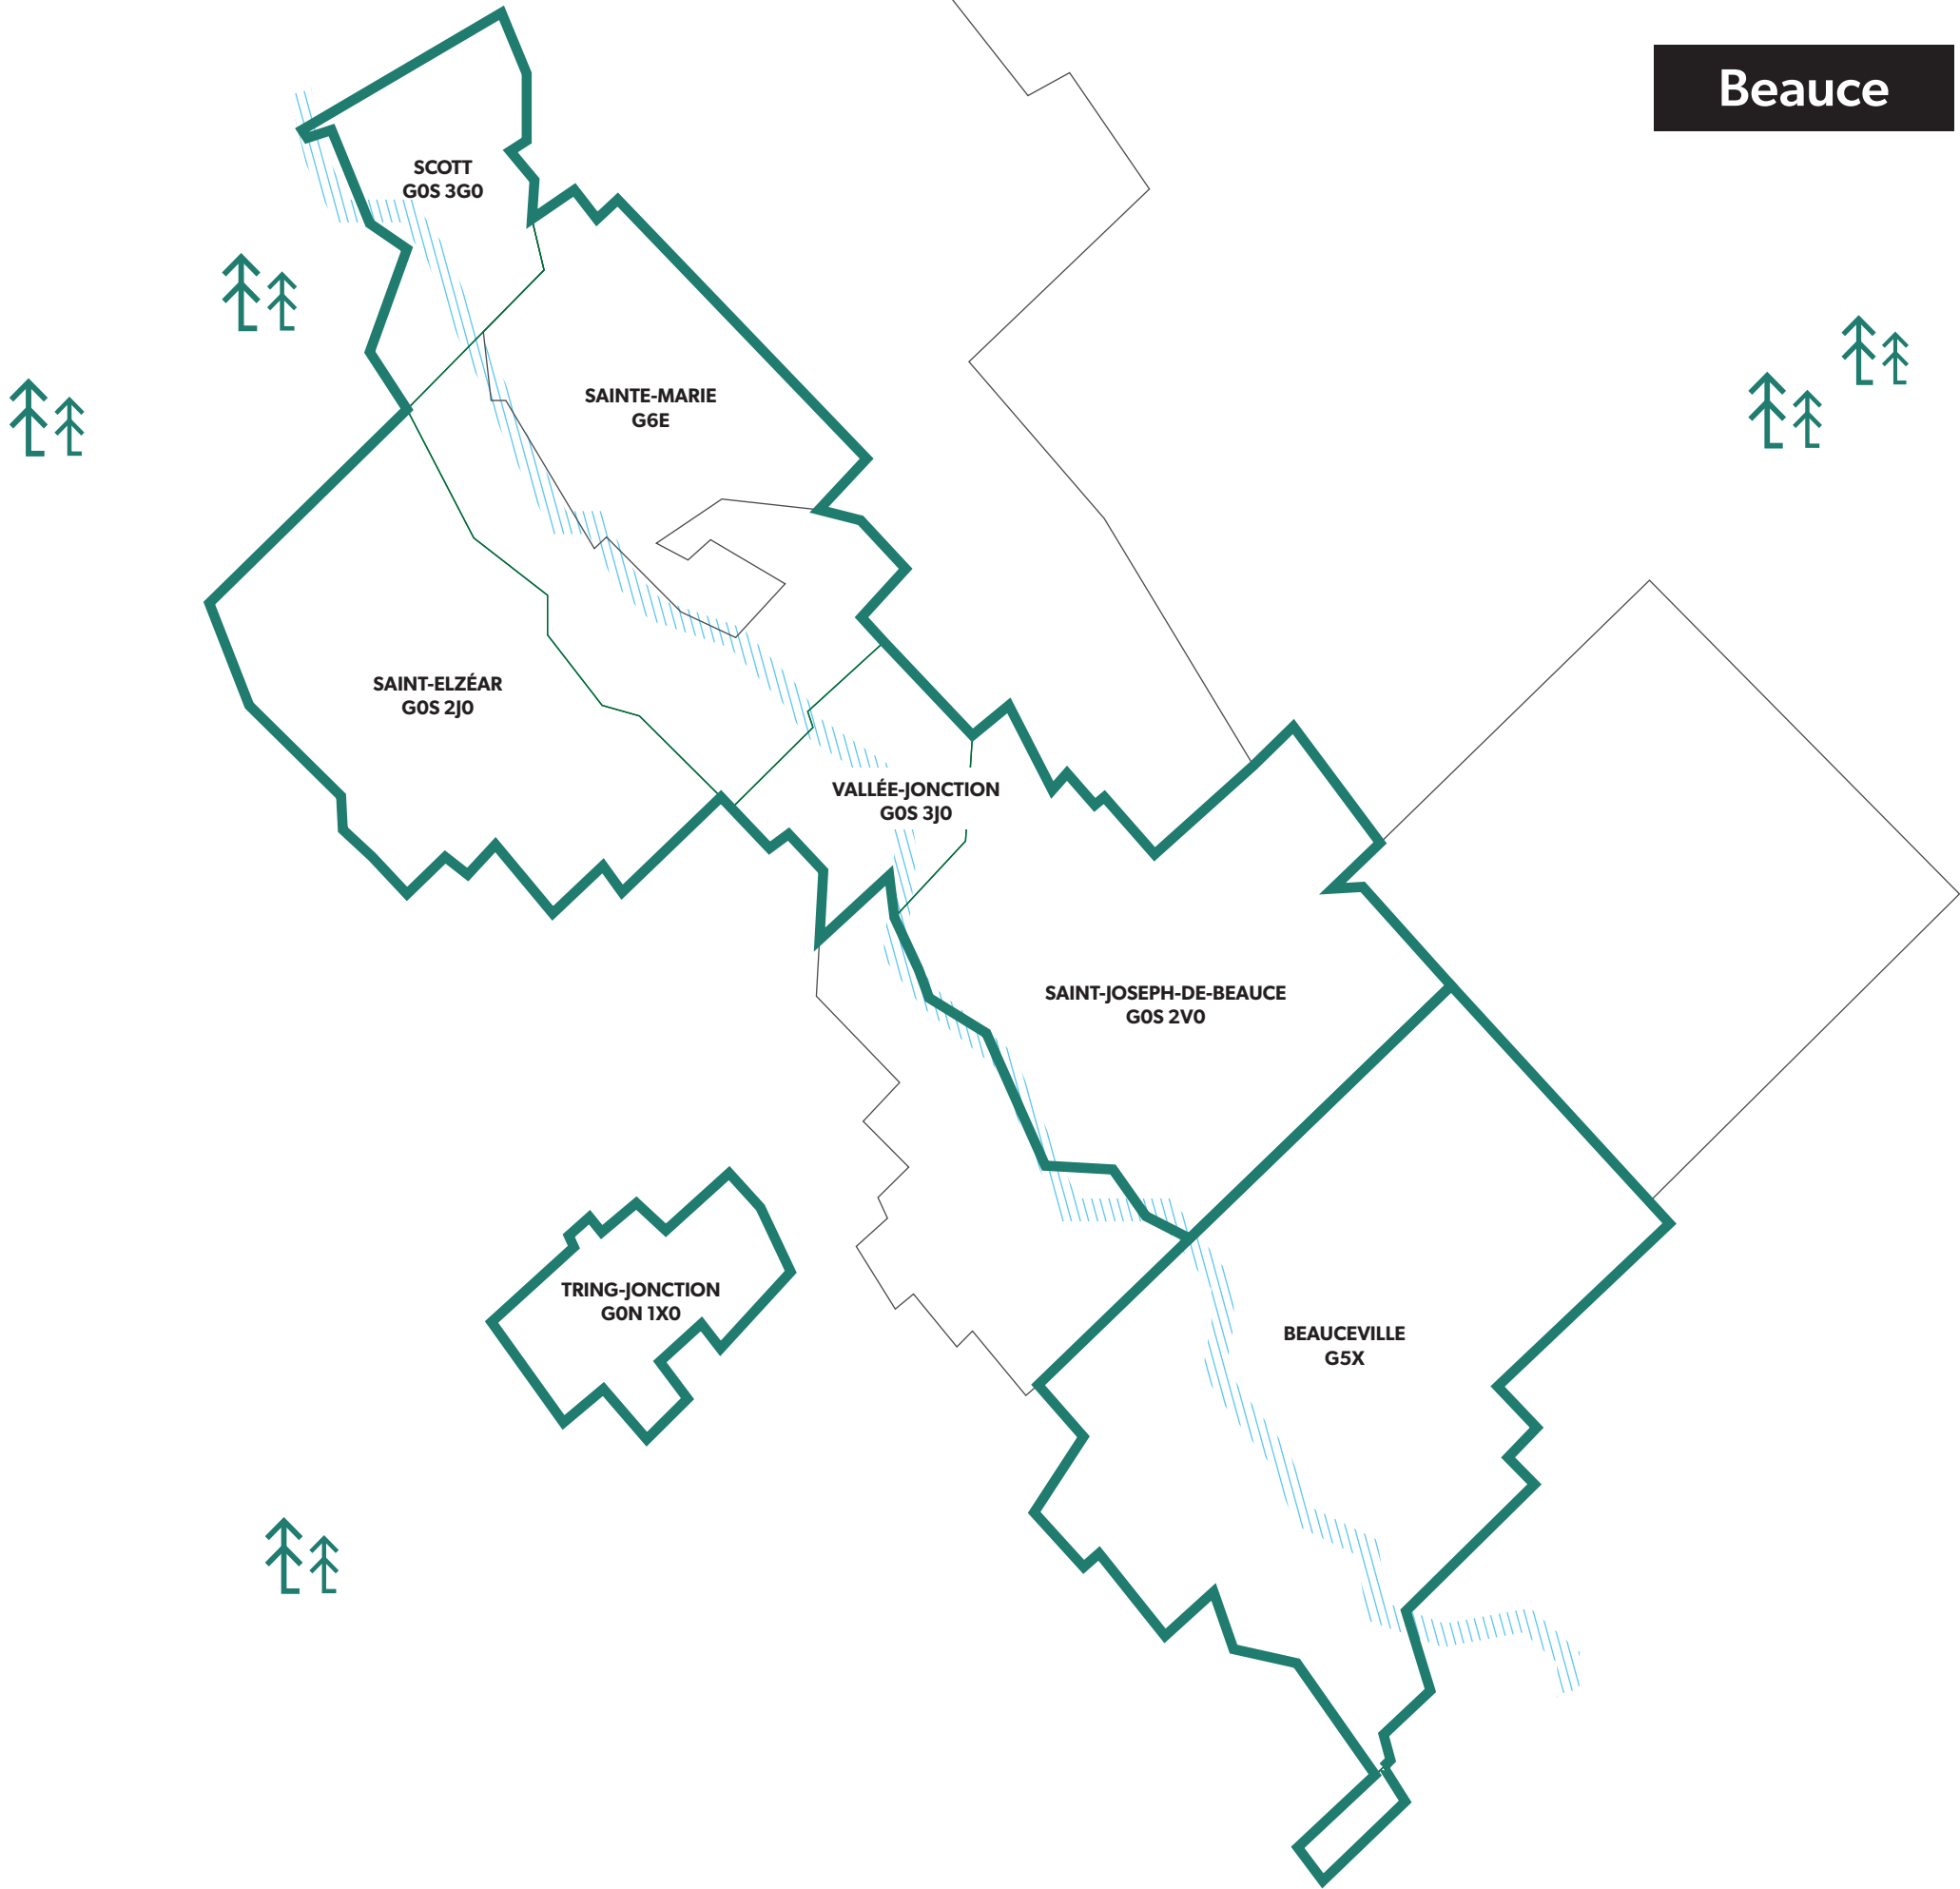 Beauce
SCOTT
G0S 3G0
SAINTE-MARIE
G6E
SAINT-ELZÉAR
G0S 2J0
VALLÉE-JONCTION
G0S 3J0
SAINT-JOSEPH-DE-BEAUCE
G0S 2V0
TRING-JONCTION
G0N 1X0
BEAUCEVILLE
G5X